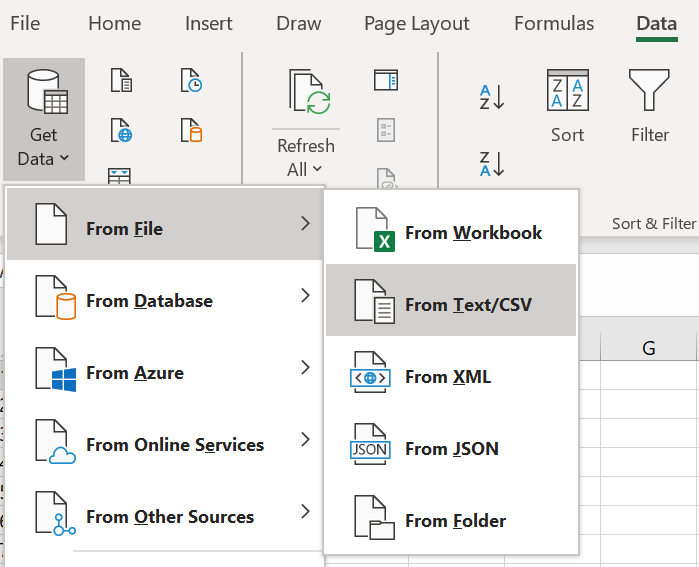 File Home Insert Draw Page Layout Formulas Data
Get
Data
Refresh
All
A
Z
Z
A
Z A
A Z
Sort
Filter
Sort & Filter
From File
From Database
From Azure
From Online Services
From Other Sources
X
From Workbook
From Text/CSV
From XML
JSON
From JSON
From Folder
G